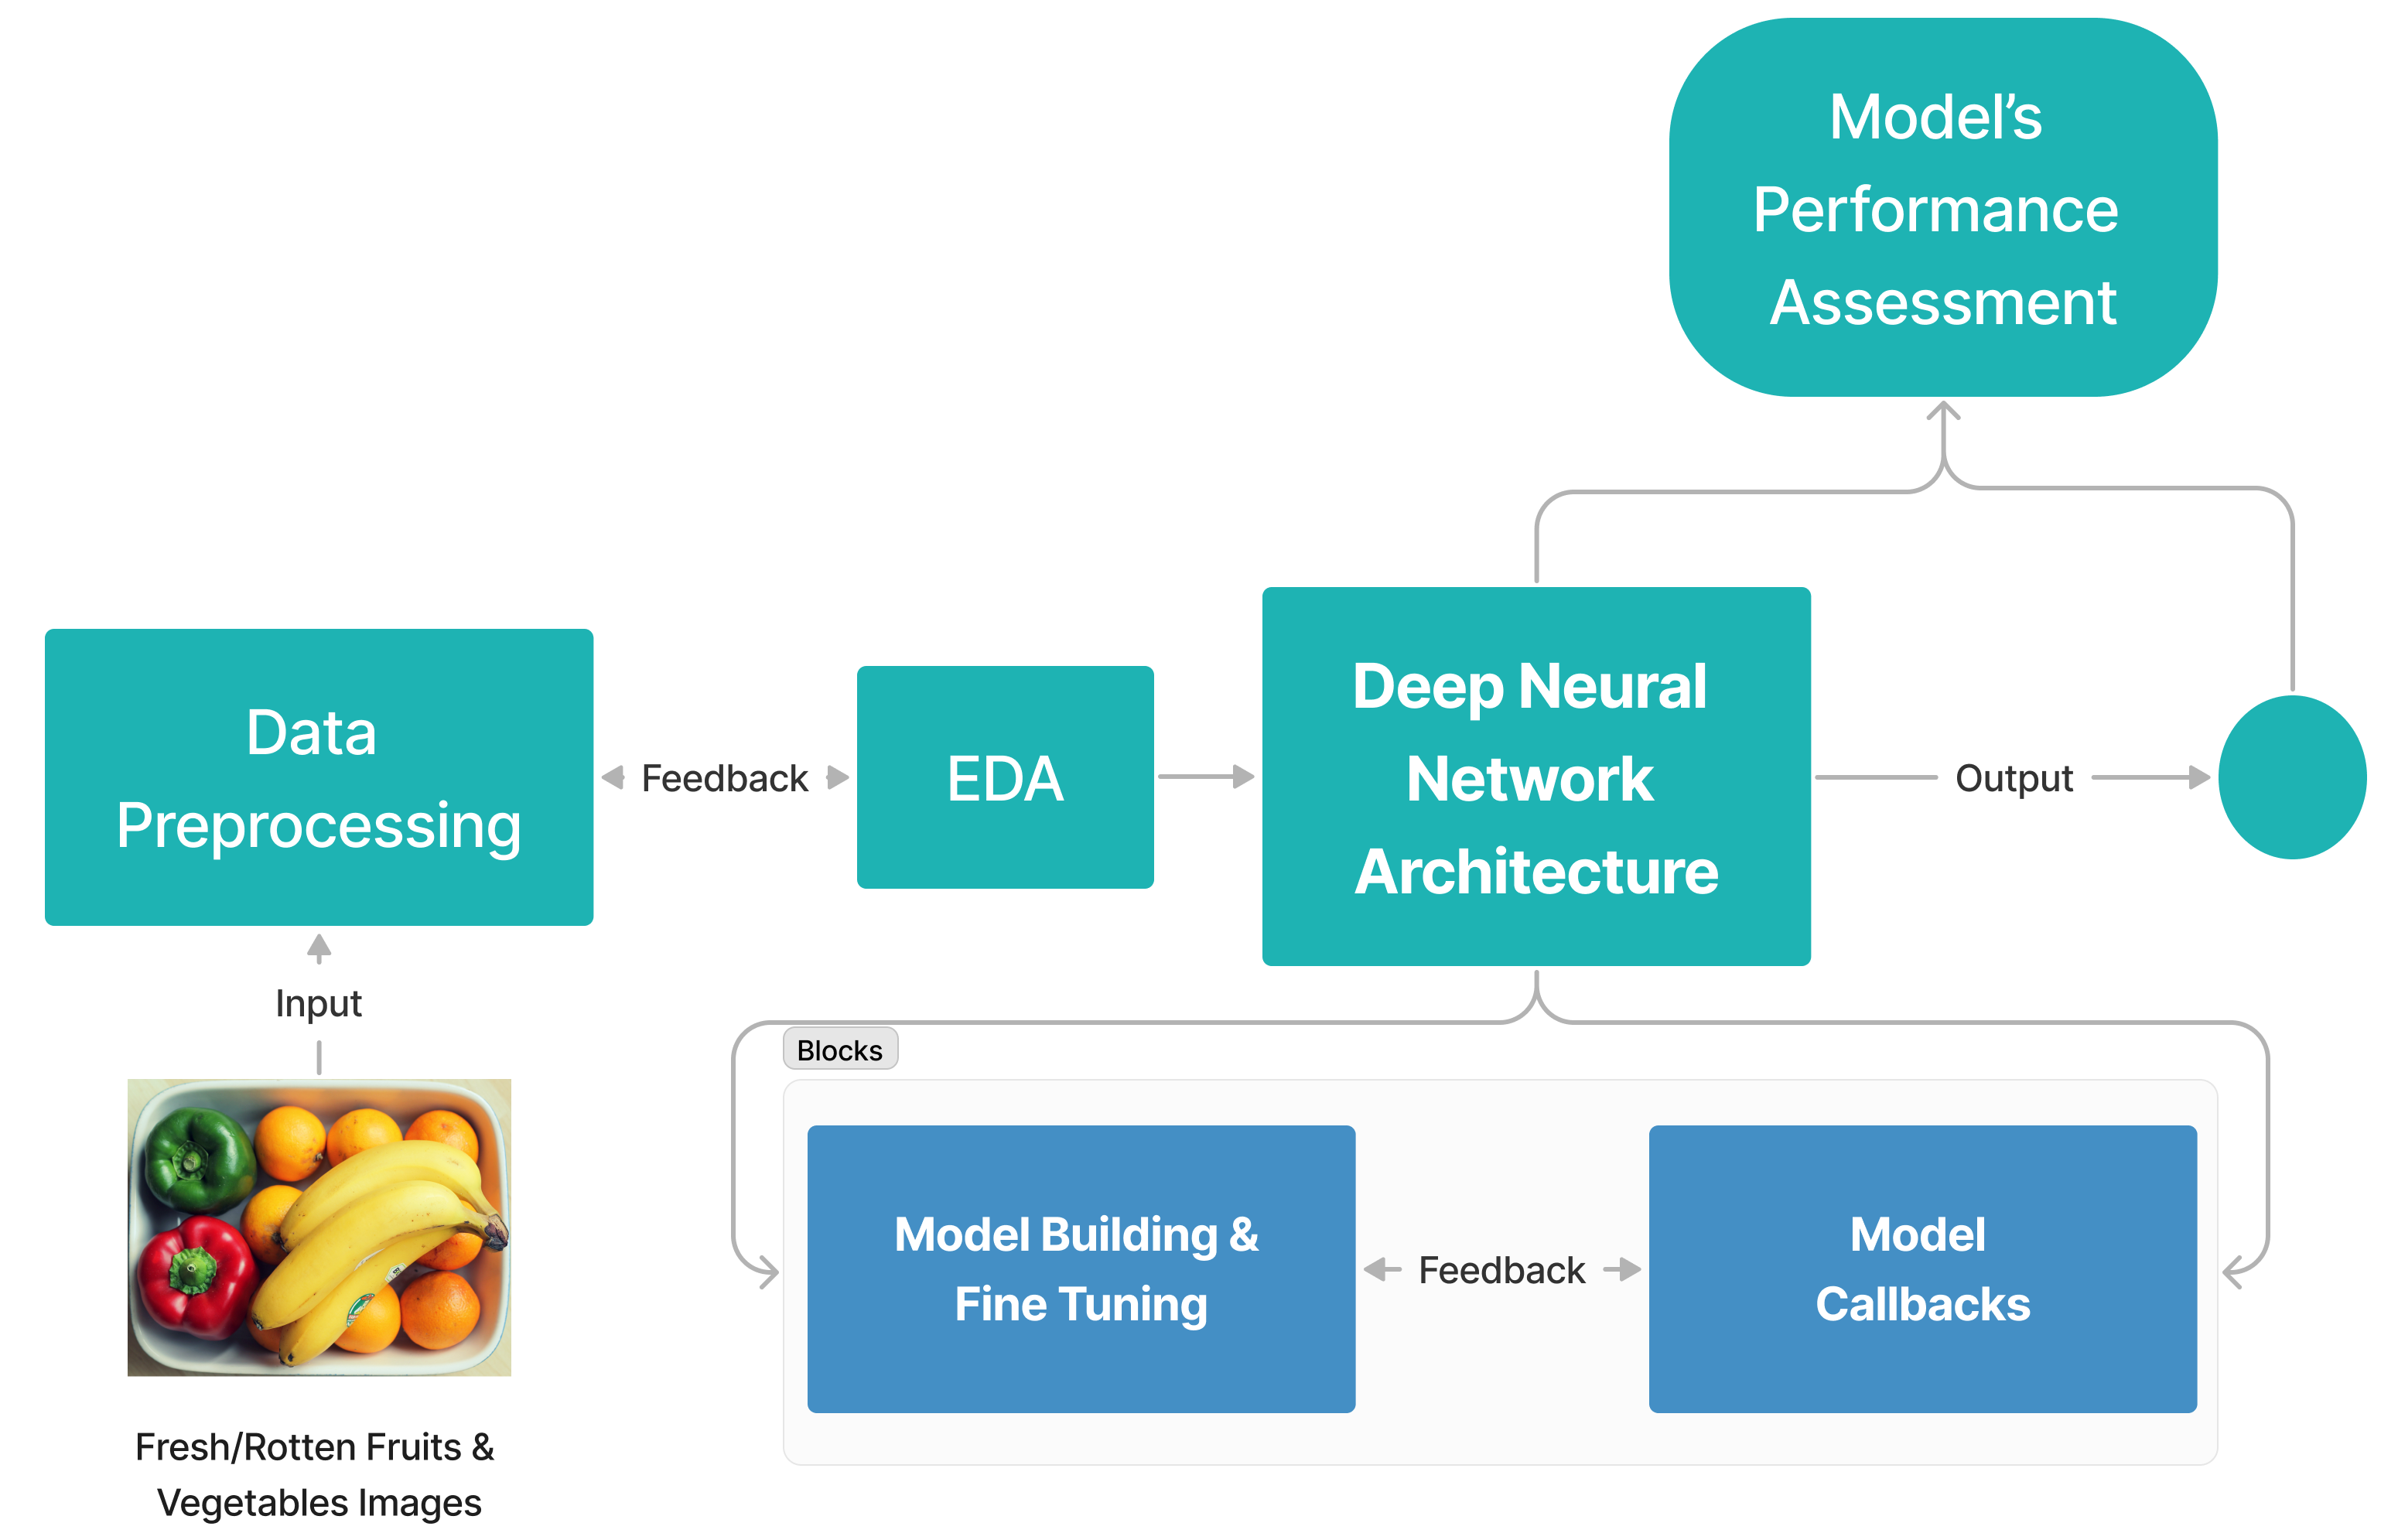 Model’s
Performance
Assessment
Data
Preprocessing
Feedback
EDA
Deep Neural
Network
Architecture
Output
Input
Blocks
Model Building &
Fine Tuning
Feedback
Model
Callbacks
Fresh/Rotten Fruits &
Vegetables Images